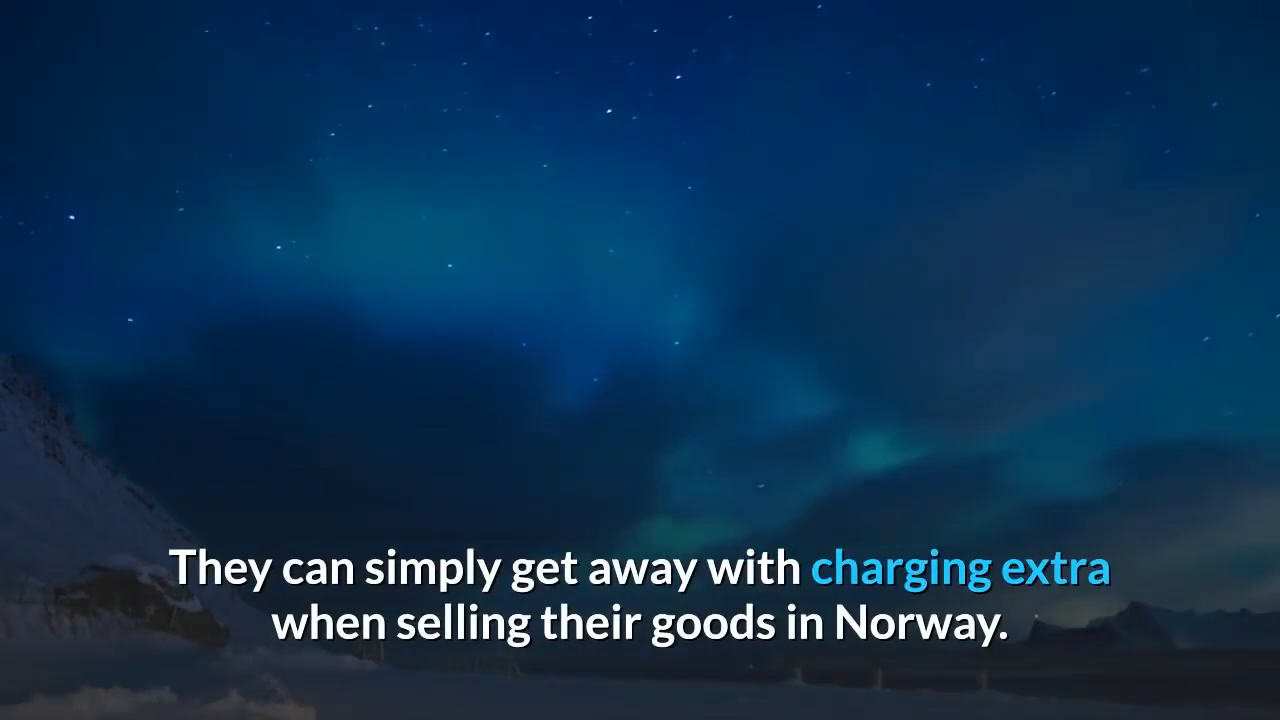 They can simply get away with charging extra
when selling their goods in Norway.